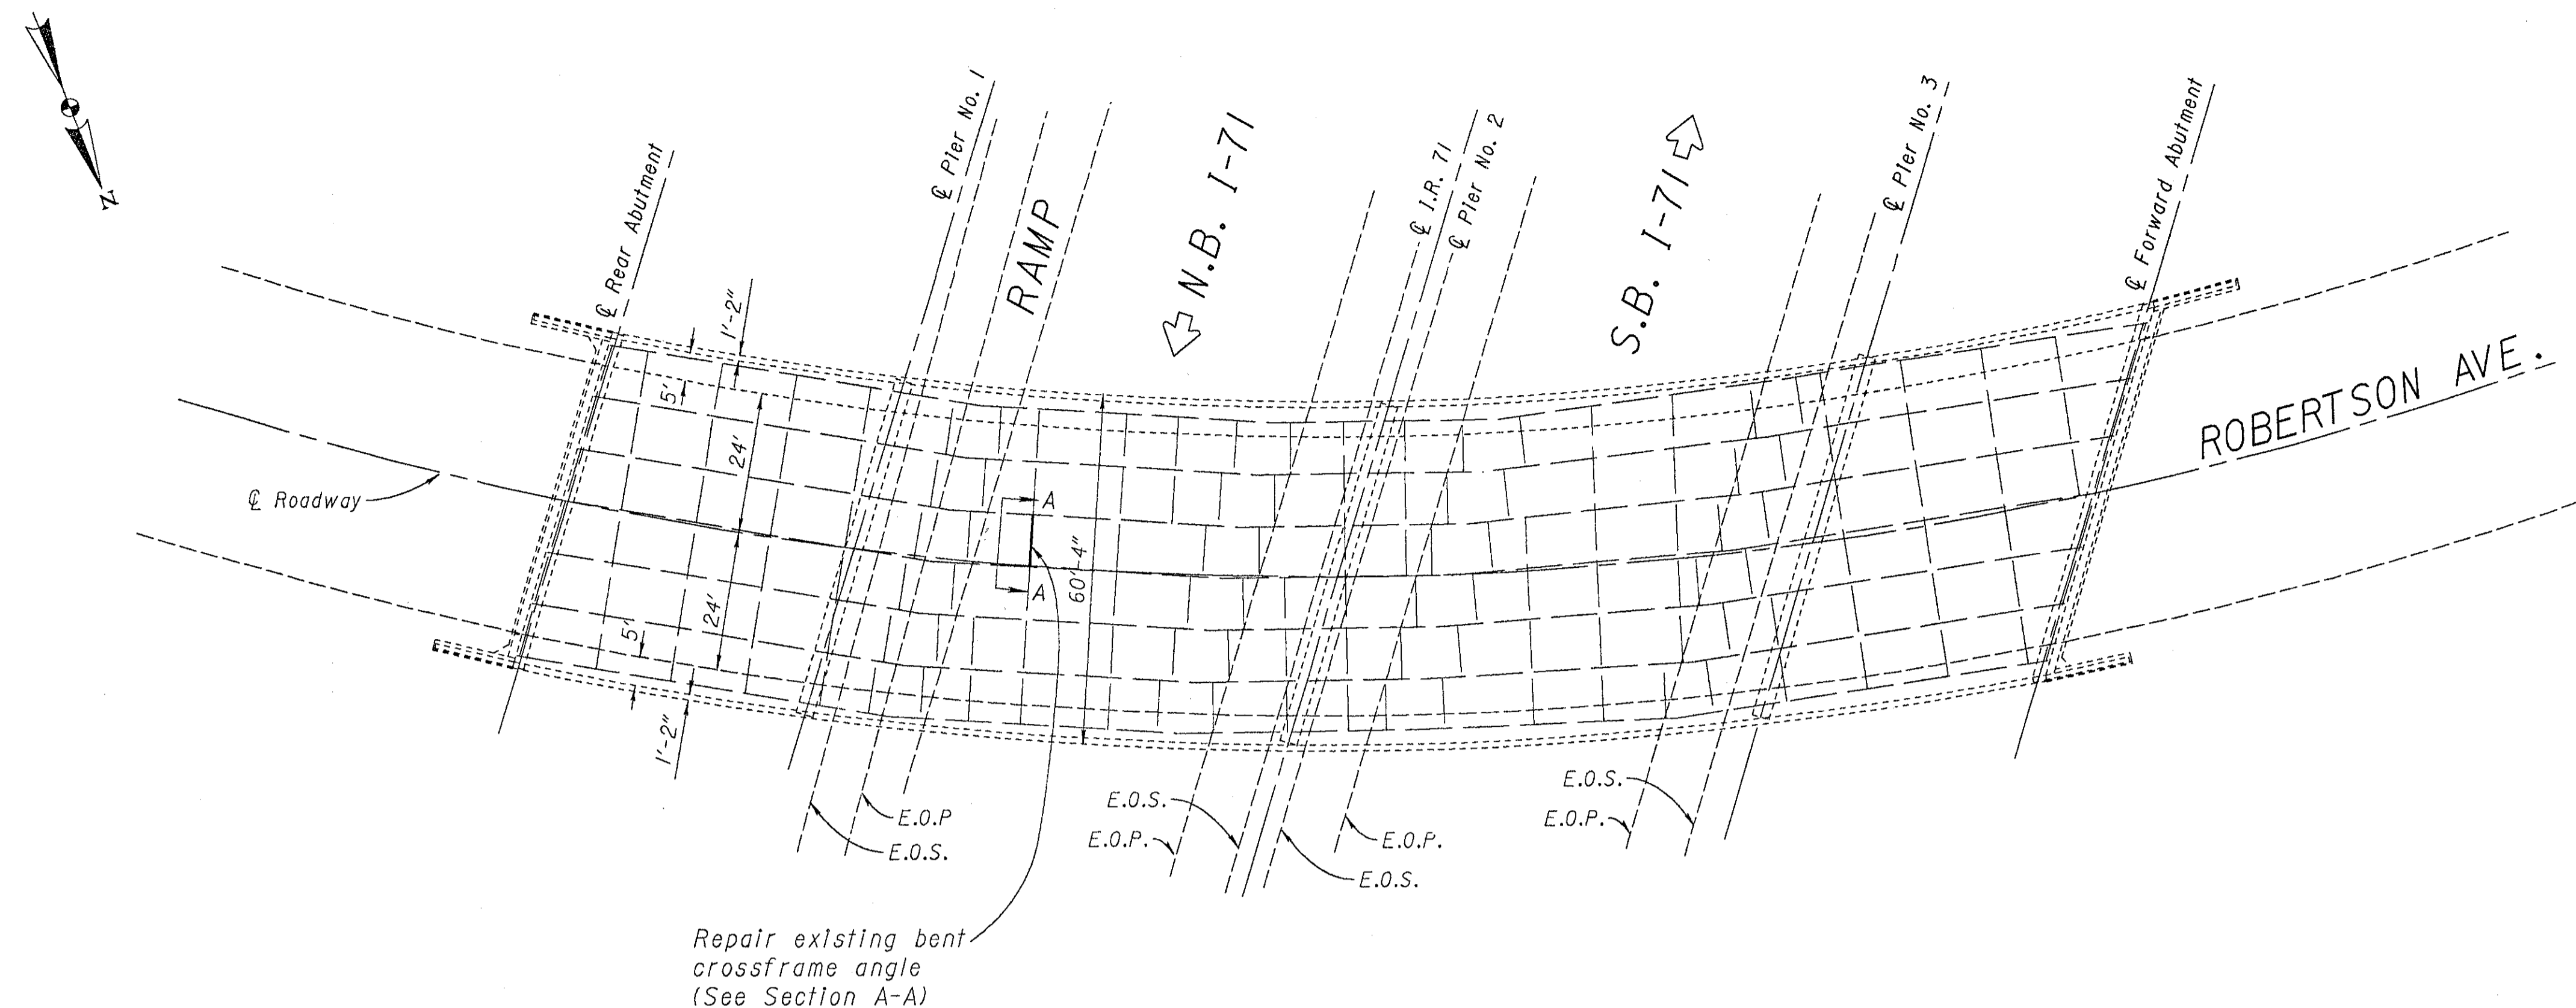 N
℄ Rear Abutment
℄ Pier No. 1
RAMP
N.B. I-71
℄ I.R. 71
℄ Pier No. 2
S.B. I-71
℄ Pier No. 3
℄ Forward Abutment
ROBERTSON AVE.
℄ Roadway
1'-2"
5'
24'
24'
5'
1'-2"
A
A
60'-4"
E.O.P
E.O.S.
E.O.S.
E.O.P.
E.O.P.
E.O.S.
E.O.S.
E.O.P.
Repair existing bent
crossframe angle
(See Section A-A)